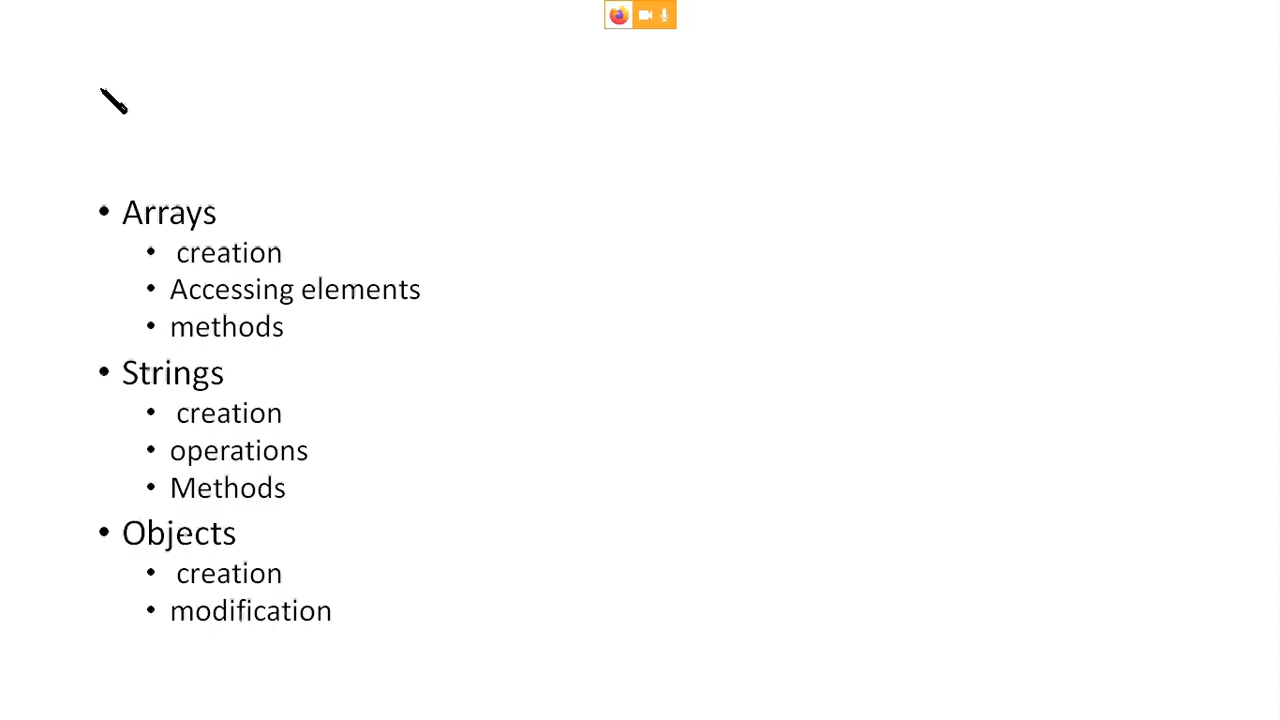 • Arrays
• creation
• Accessing elements
• methods
• Strings
• creation
• operations
• Methods
• Objects
• creation
• modification